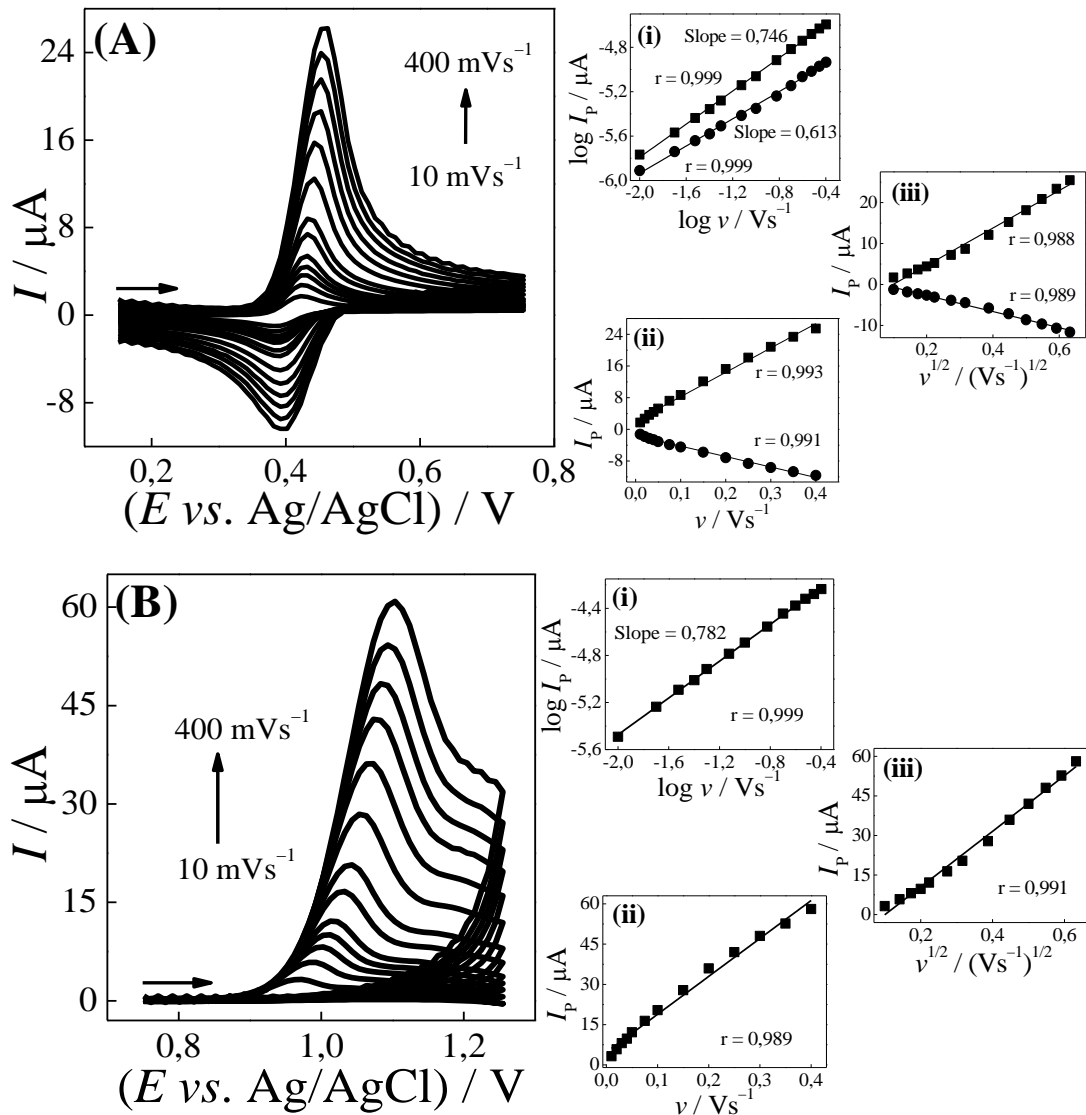 (A)
400 mVs⁻¹
10 mVs⁻¹
I / µA
24
16
8
0
-8
0,2 0,4 0,6 0,8
(E vs. Ag/AgCl) / V
(i)
Slope = 0,746
r = 0,999
Slope = 0,613
r = 0,999
log Iₚ / µA
-4,8
-5,2
-5,6
-6,0
-2,0 -1,6 -1,2 -0,8 -0,4
log v / Vs⁻¹
(ii)
r = 0,993
r = 0,991
Iₚ / µA
24
16
8
0
-8
0,0 0,1 0,2 0,3 0,4
v / Vs⁻¹
(iii)
r = 0,988
r = 0,989
Iₚ / µA
20
10
0
-10
0,2 0,4 0,6
v¹ᐟ² / (Vs⁻¹)¹ᐟ²
(B)
400 mVs⁻¹
10 mVs⁻¹
I / µA
60
45
30
15
0
0,8 1,0 1,2
(E vs. Ag/AgCl) / V
(i)
Slope = 0,782
r = 0,999
log Iₚ / µA
-4,4
-4,8
-5,2
-5,6
-2,0 -1,6 -1,2 -0,8 -0,4
log v / Vs⁻¹
(ii)
r = 0,989
Iₚ / µA
60
45
30
15
0
0,0 0,1 0,2 0,3 0,4
v / Vs⁻¹
(iii)
r = 0,991
Iₚ / µA
60
45
30
15
0
0,2 0,4 0,6
v¹ᐟ² / (Vs⁻¹)¹ᐟ²